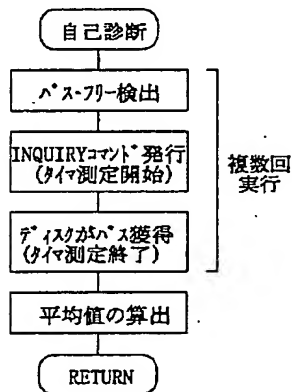 自己診断
バス・フリー検出
INQUIRYコマンド発行
(タイマ測定開始)
ディスクがバス獲得
(タイマ測定終了)
複数回
実行
平均値の算出
RETURN